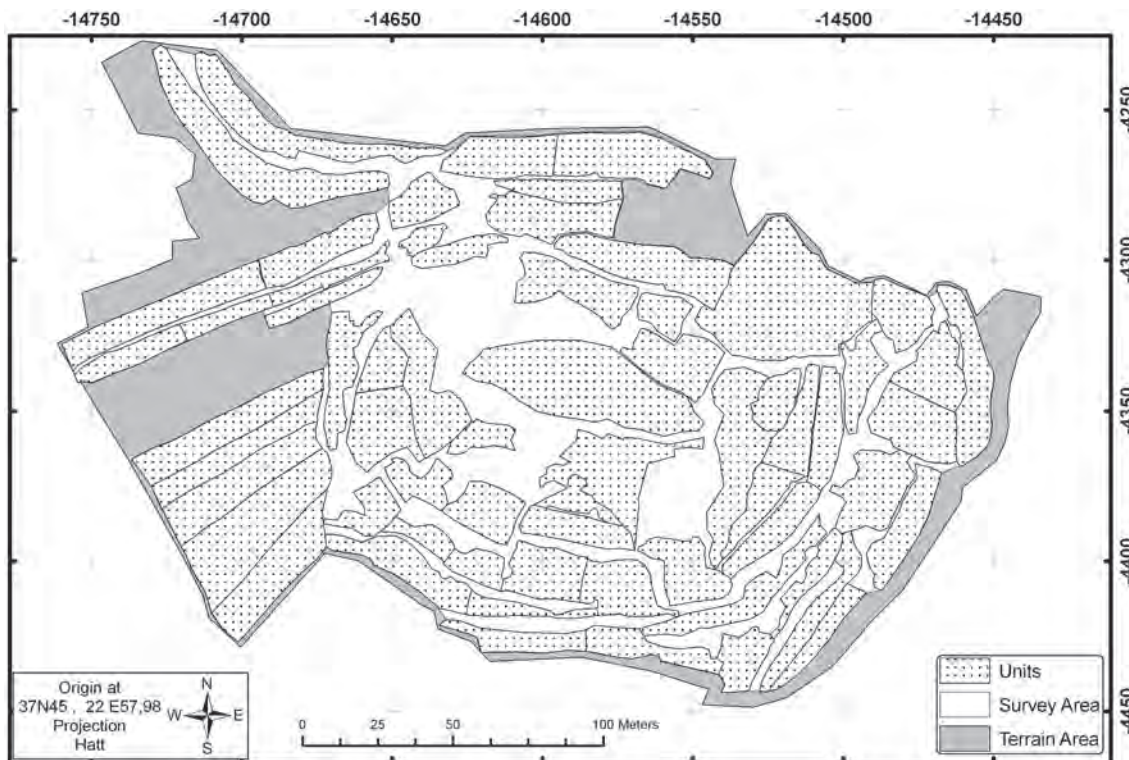 -14750 -14700 -14650 -14600 -14550 -14500 -14450
-4250
-4300
-4350
-4400
-4450
Origin at
37N45 , 22 E57,98
Projection
Hatt
N
W E
S
0 25 50 100 Meters
Units
Survey Area
Terrain Area